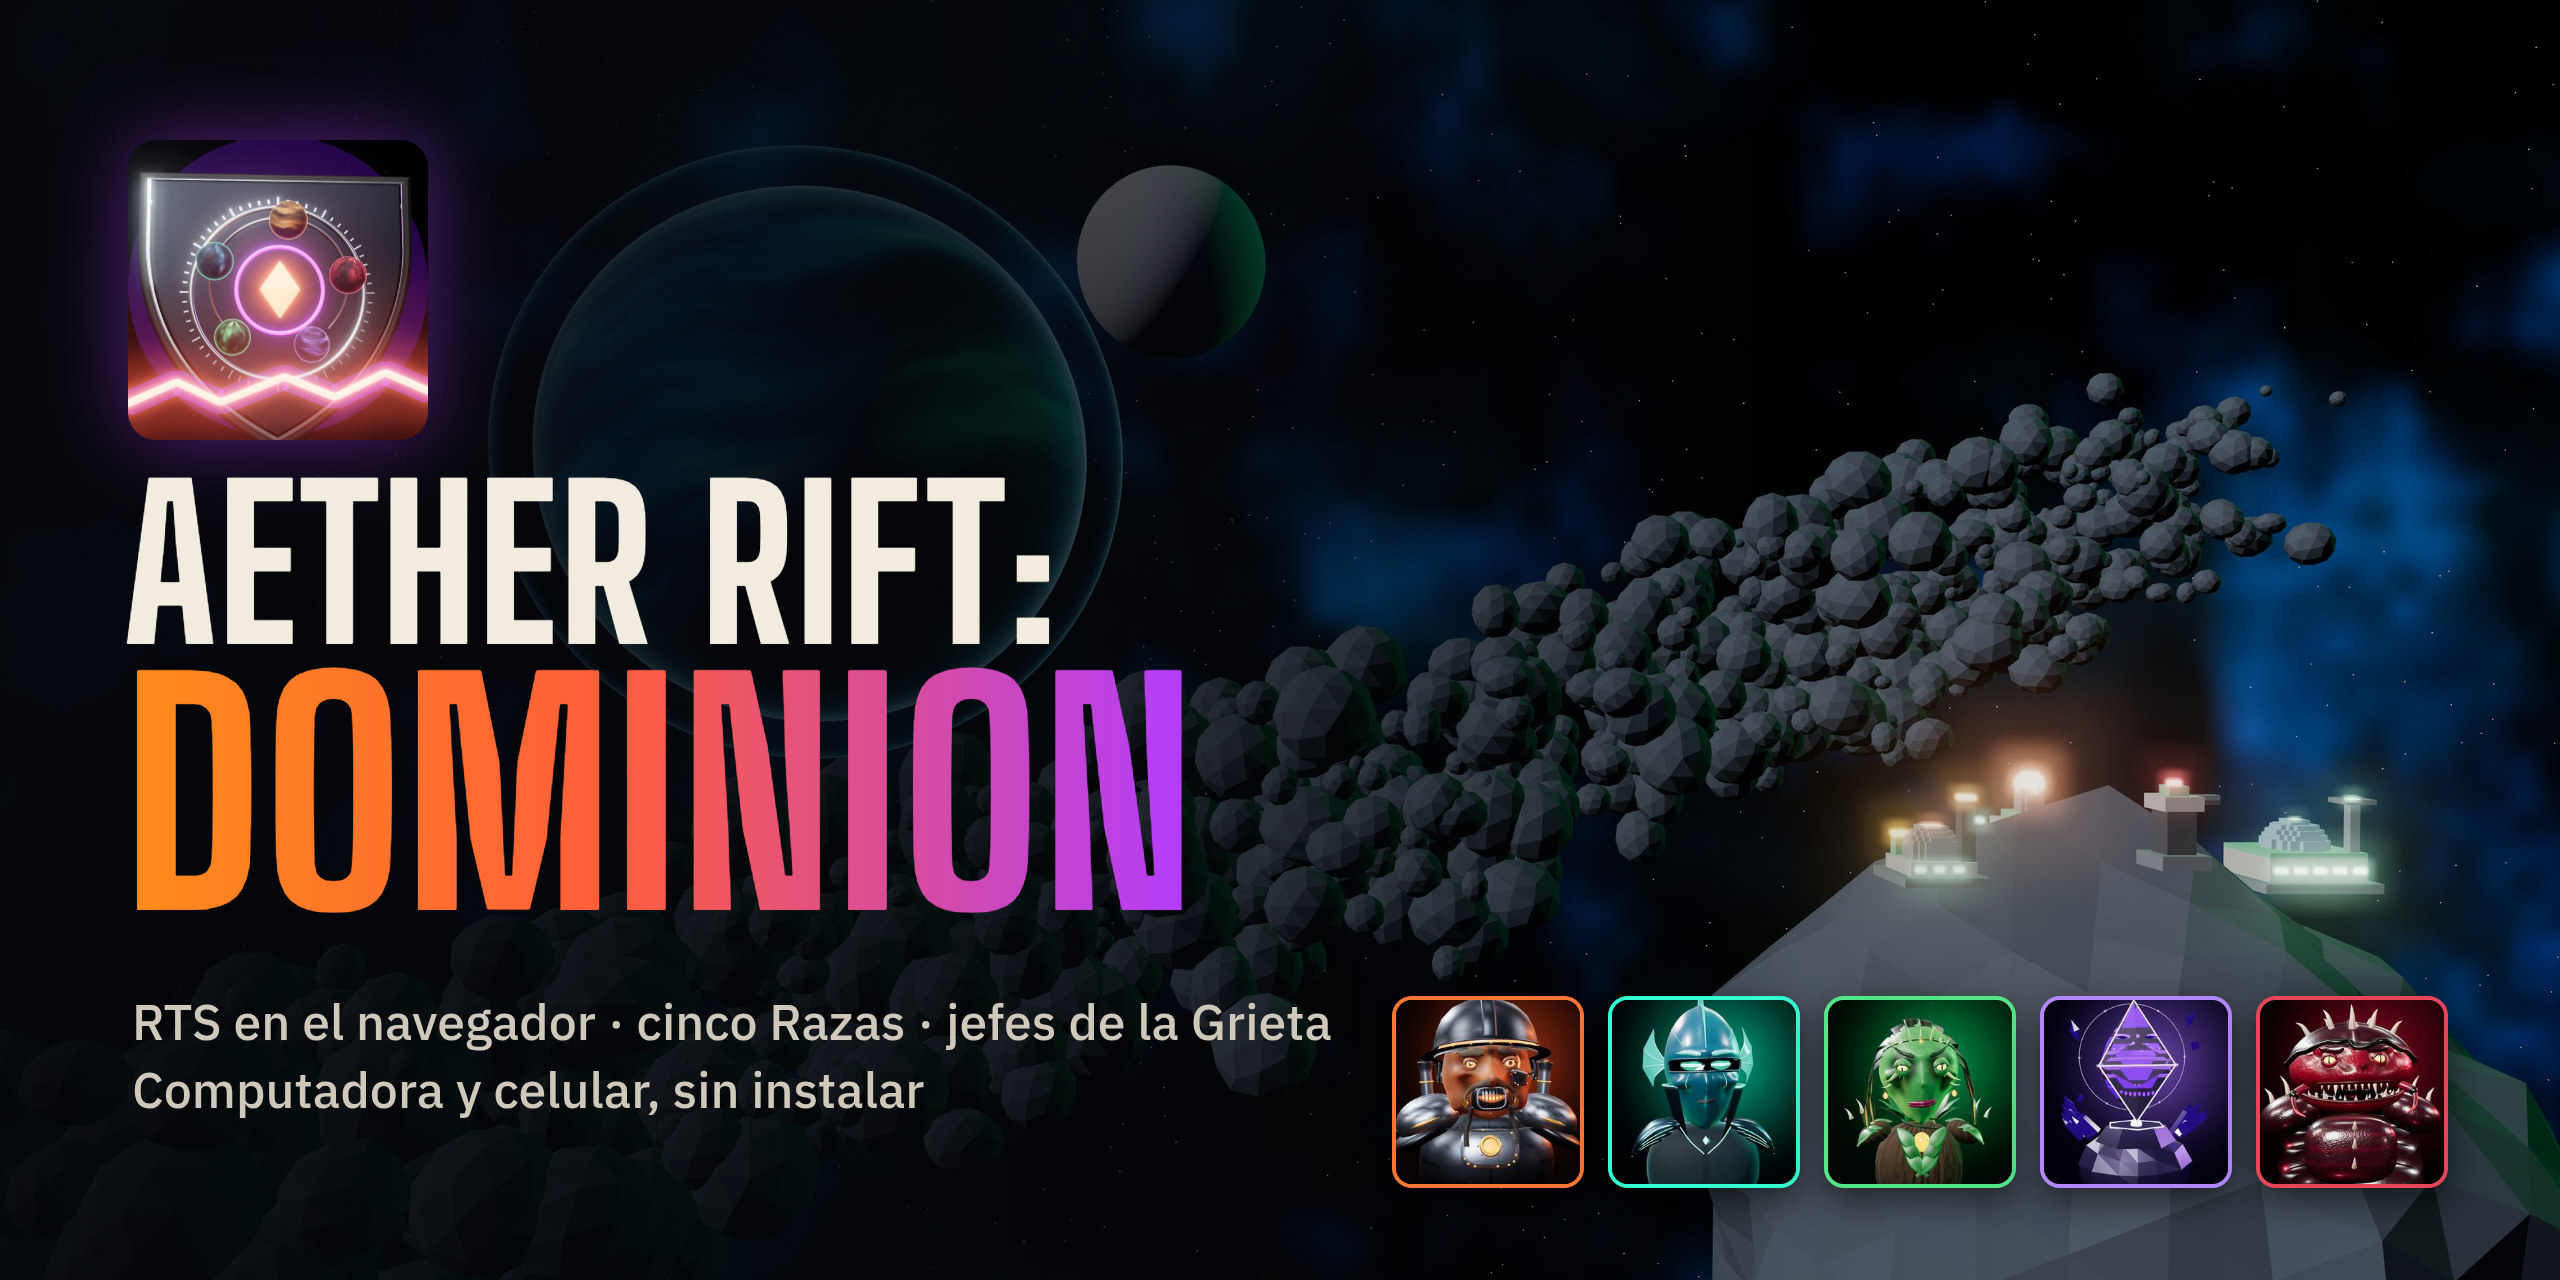 AETHER RIFT:
DOMINION
RTS en el navegador · cinco Razas · jefes de la Grieta
Computadora y celular, sin instalar